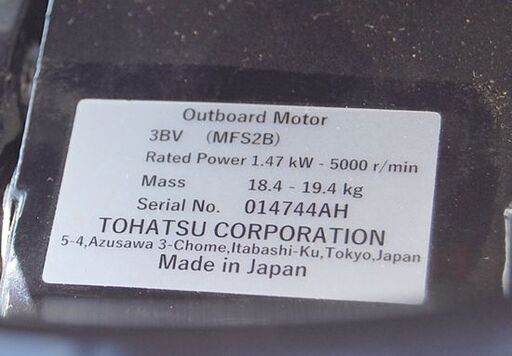 Outboard Motor
3BV (MFS2B)
Rated Power 1.47 kW - 5000 r/min
Mass 18.4 - 19.4 kg
Serial No. 014744AH
TOHATSU CORPORATION
5-4,Azusawa 3-Chome,Itabashi-Ku,Tokyo,Japan
Made in Japan